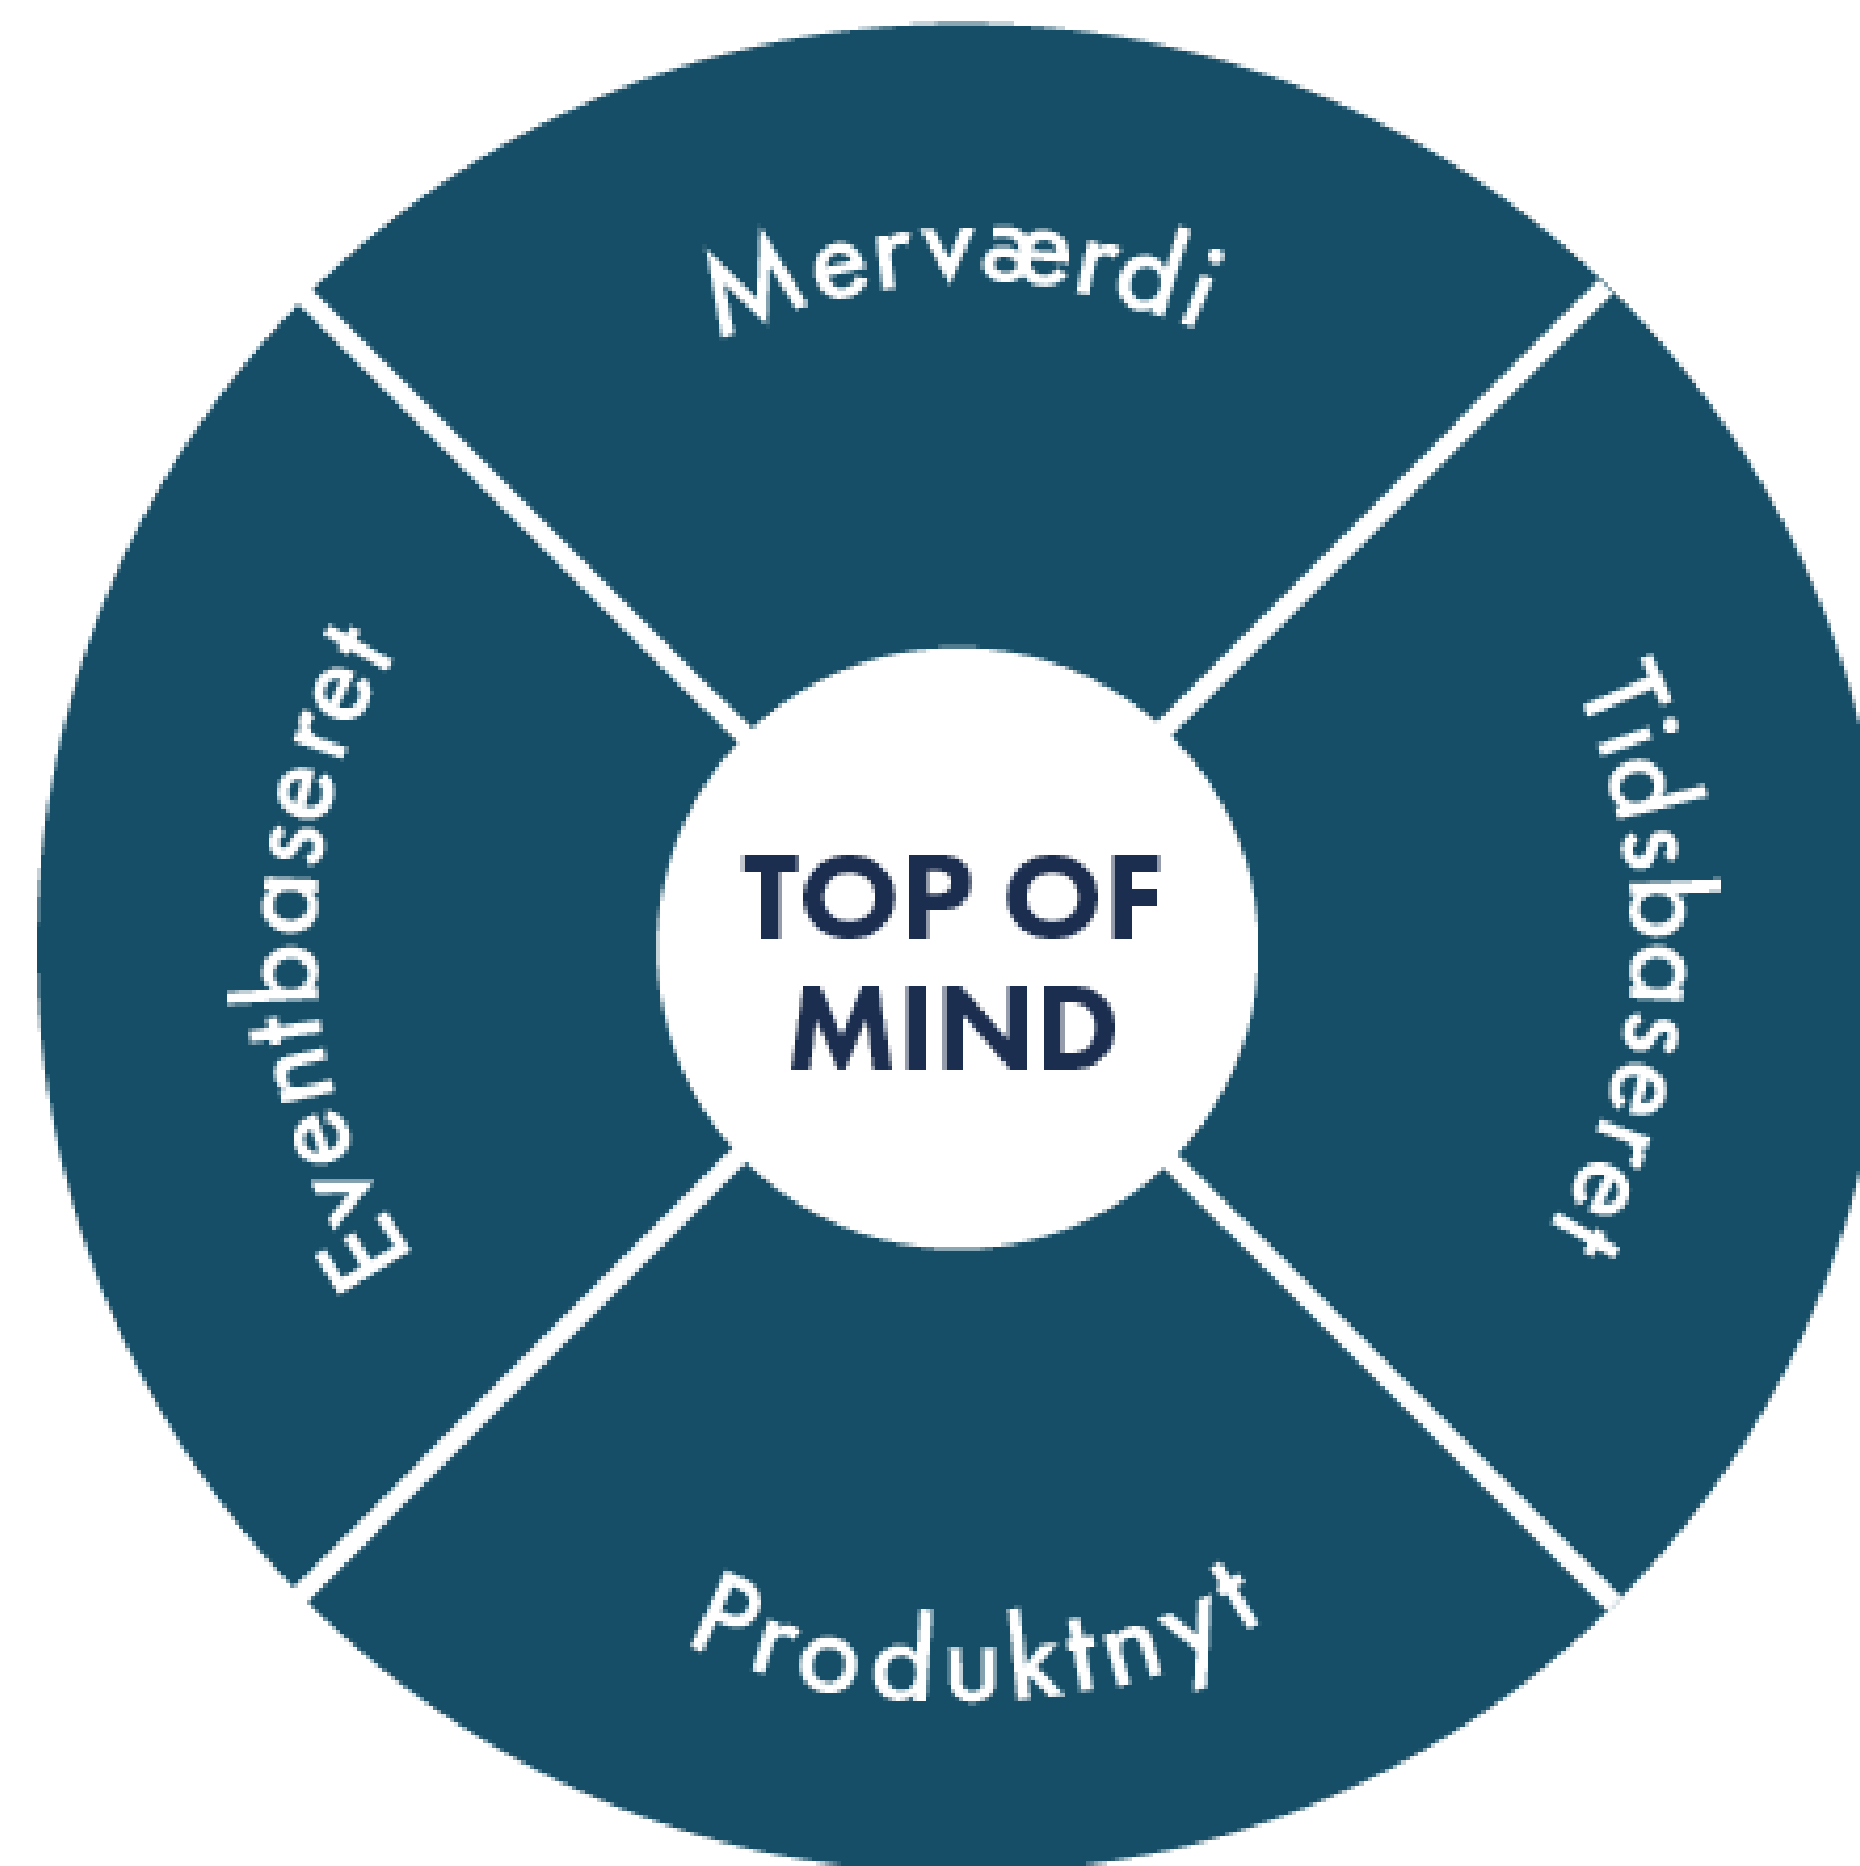 Merværdi
Tidsbaseret
Produktnyt
Eventbaseret
TOP OF
MIND